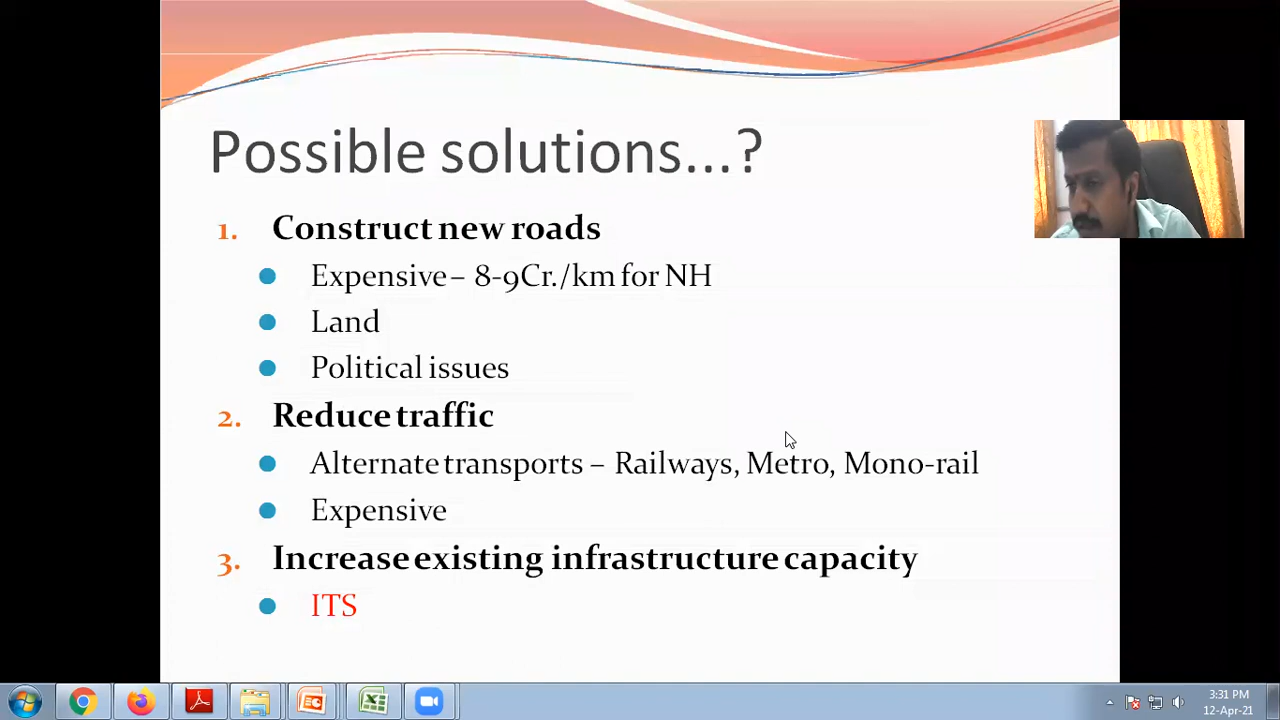 Possible solutions...?
1. Construct new roads
Expensive – 8-9Cr./km for NH
Land
Political issues
2. Reduce traffic
Alternate transports – Railways, Metro, Mono-rail
Expensive
3. Increase existing infrastructure capacity
ITS
3:31 PM
12-Apr-21